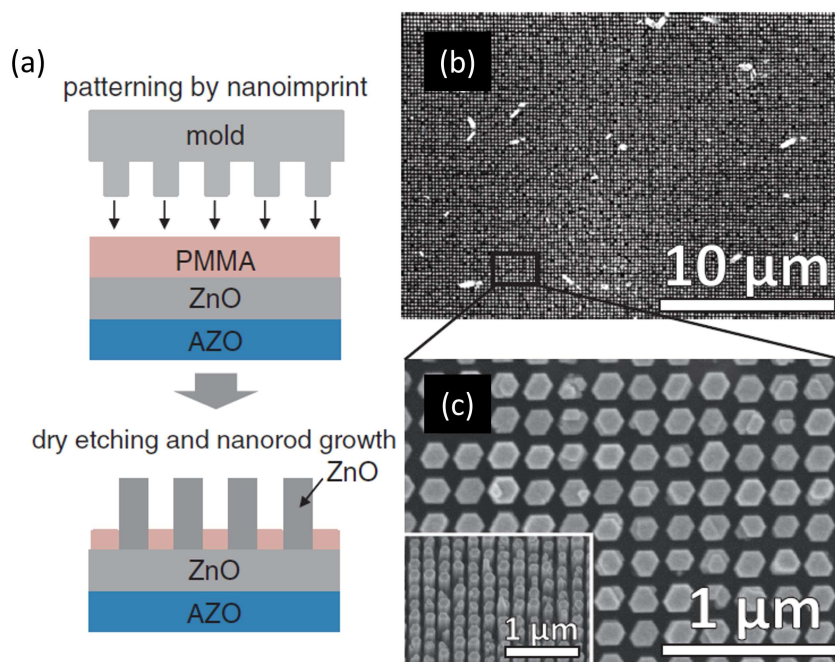 (a)
patterning by nanoimprint
mold
PMMA
ZnO
AZO
dry etching and nanorod growth
ZnO
ZnO
AZO
(b)
10 μm
(c)
1 μm
1 μm